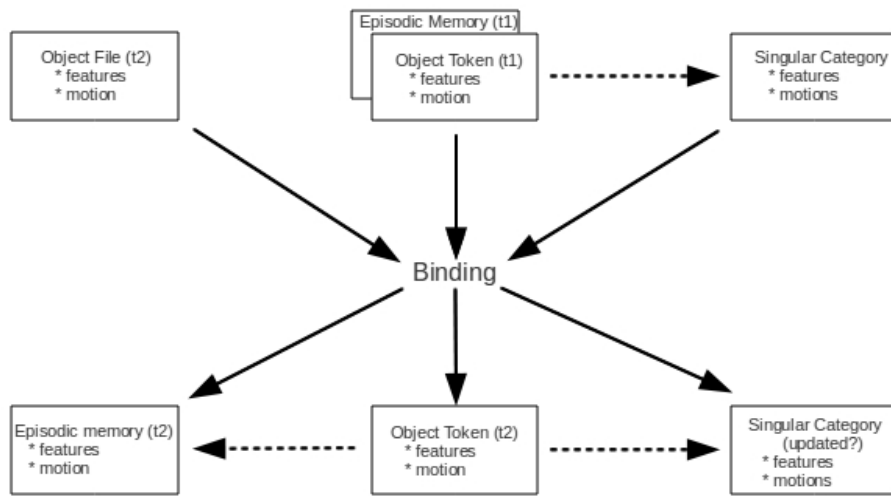 Episodic Memory (t1)
Object File (t2)
* features
* motion
Object Token (t1)
* features
* motion
Singular Category
* features
* motions
Binding
Episodic memory (t2)
* features
* motion
Object Token (t2)
* features
* motion
Singular Category
(updated?)
* features
* motions